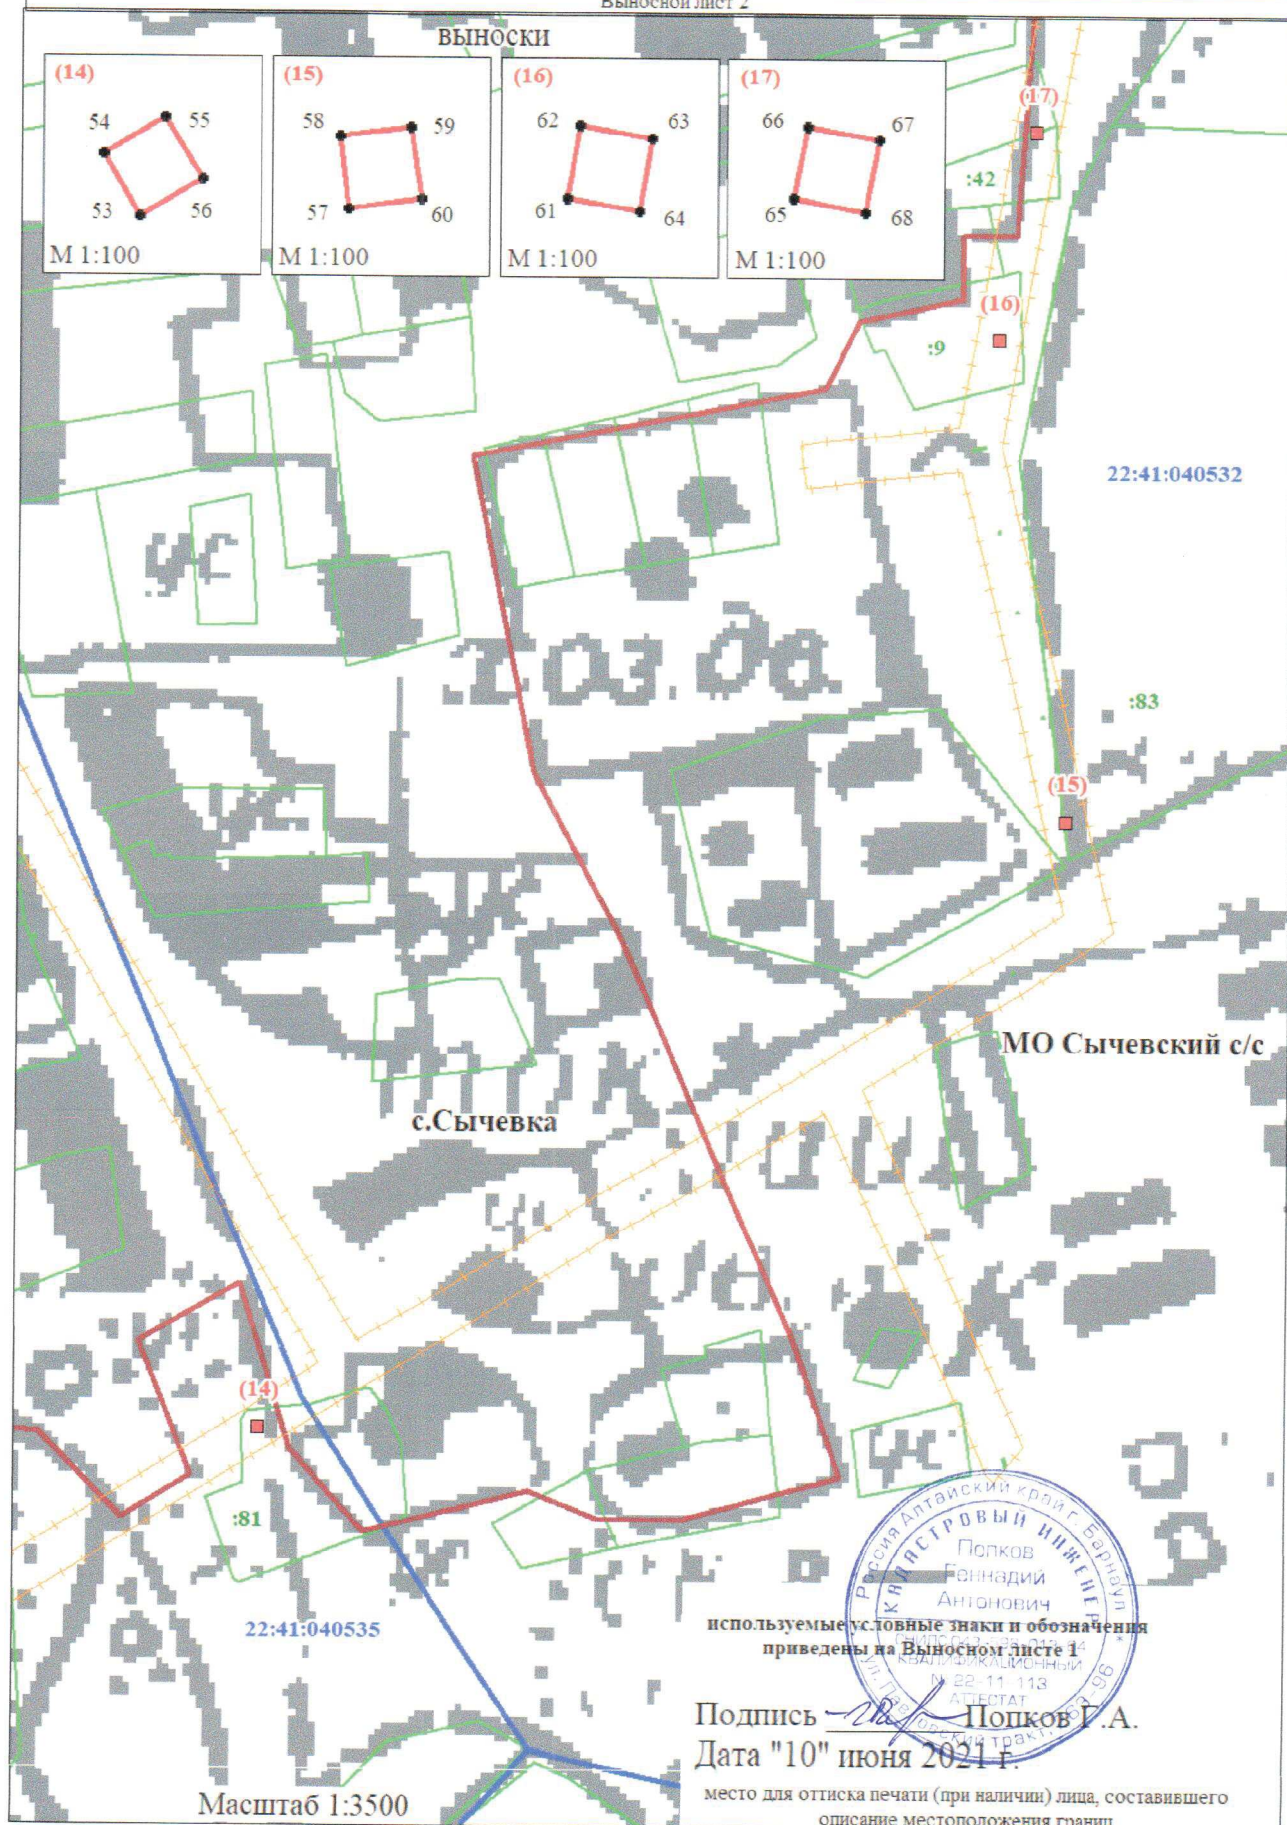 Выносной лист 2
ВЫНОСКИ
(14)
54
55
53
56
М 1:100
(15)
58
59
57
60
М 1:100
(16)
62
63
61
64
М 1:100
(17)
66
67
65
68
М 1:100
(17)
:42
(16)
:9
22:41:040532
:83
(15)
МО Сычевский с/с
с.Сычевка
(14)
:81
22:41:040535
Россия Алтайский край г. Барнаул
КАДАСТРОВЫЙ ИНЖЕНЕР
Попков
Геннадий
Антонович
КВАЛИФИКАЦИОННЫЙ
№ 22-11-113
АТТЕСТАТ
используемые условные знаки и обозначения
приведены на Выносном листе 1
Подпись Попков Г.А.
Дата "10" июня 2021 г.
место для оттиска печати (при наличии) лица, составившего
описание местоположения границ
Масштаб 1:3500